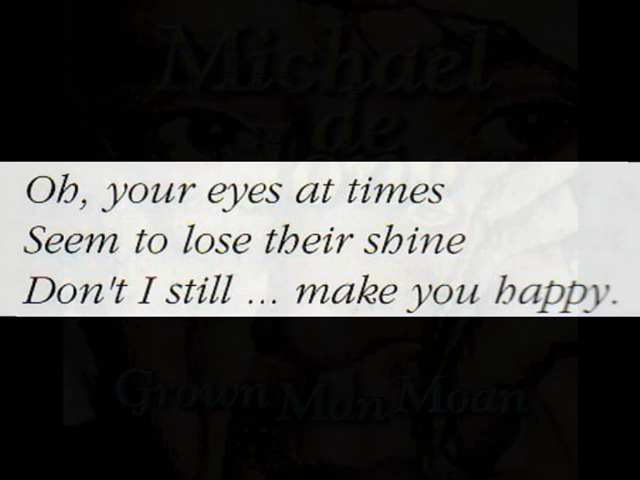 Michael
de
Oh, your eyes at times
Seem to lose their shine
Don't I still ... make you happy.
Grown Man Moan